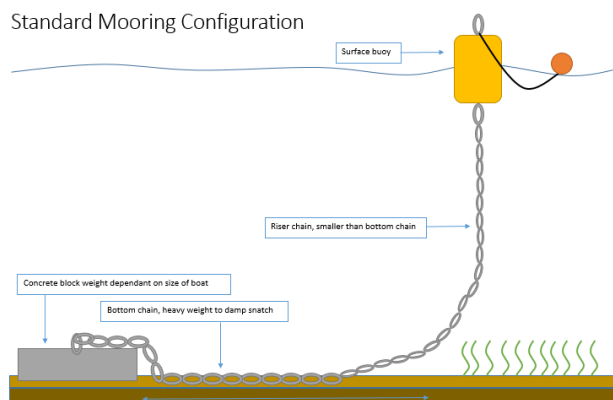 Standard Mooring Configuration
Surface buoy
Riser chain, smaller than bottom chain
Concrete block weight dependant on size of boat
Bottom chain, heavy weight to damp snatch